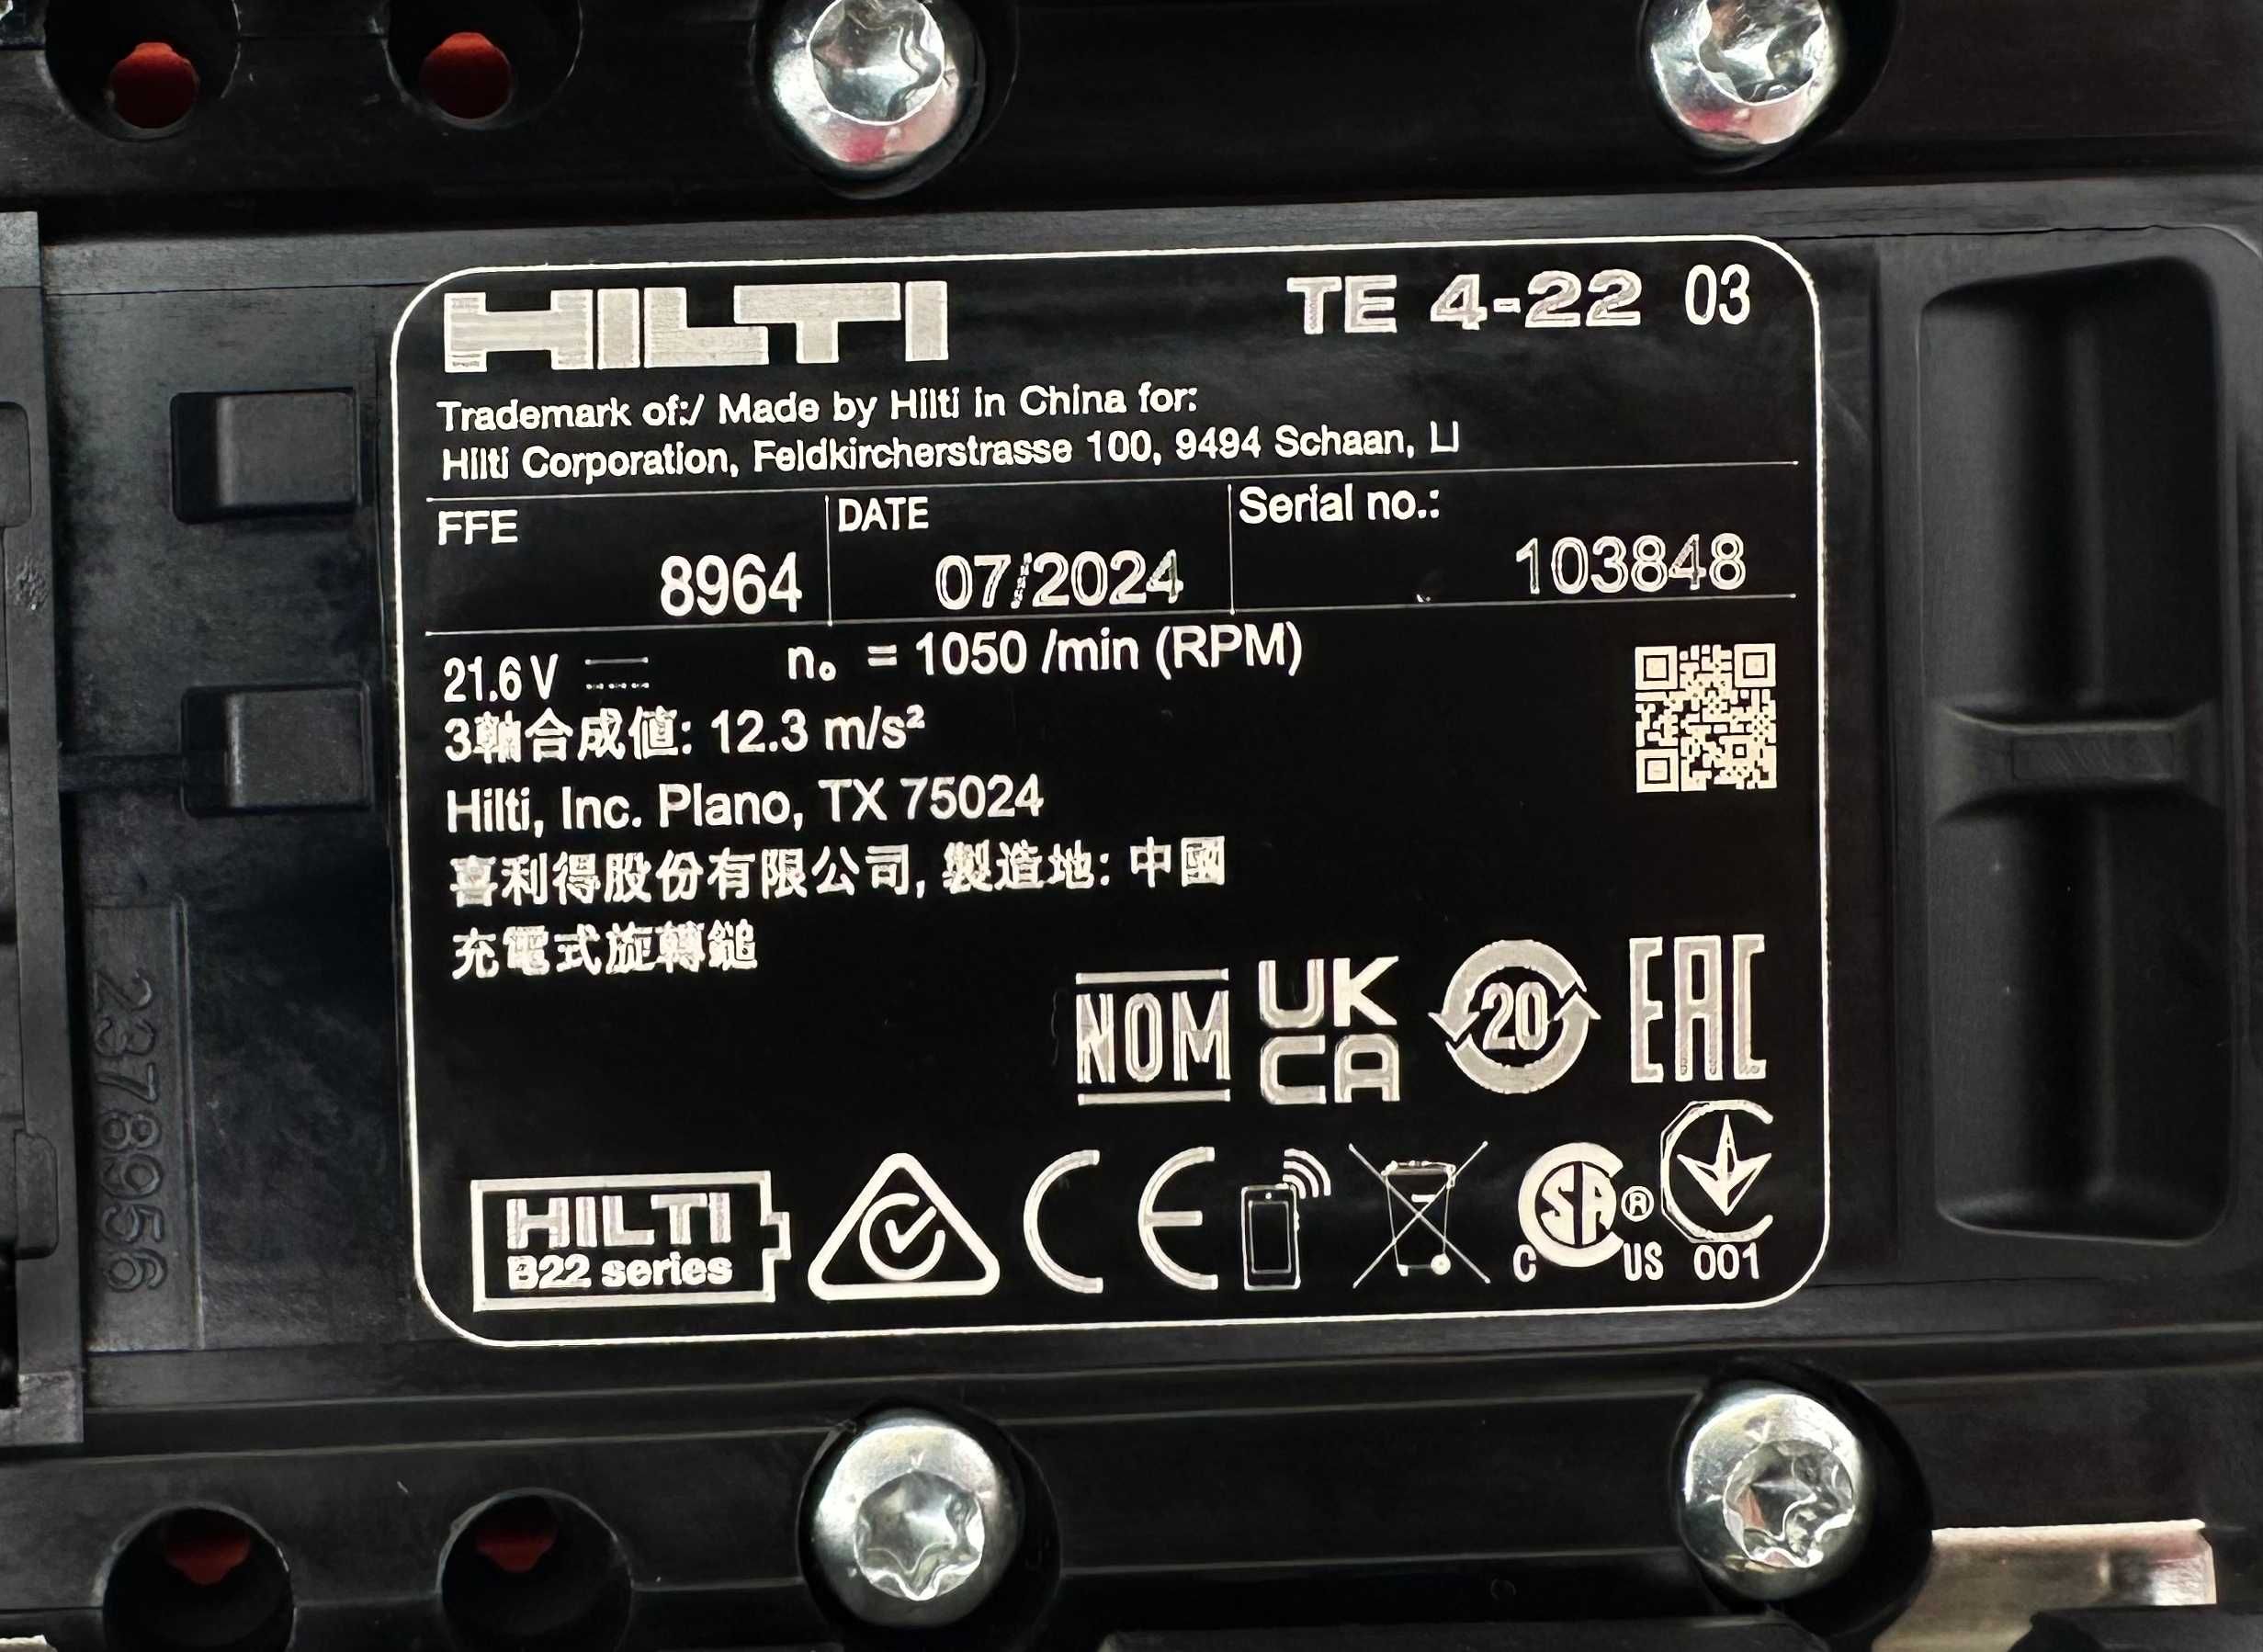 HILTI TE 4-22 03
Trademark of:/ Made by Hilti in China for:
Hilti Corporation, Feldkircherstrasse 100, 9494 Schaan, LI
FFE DATE Serial no.:
8964 07/2024 103848
21.6 V n₀ = 1050 /min (RPM)
3軸合成値: 12.3 m/s²
Hilti, Inc. Plano, TX 75024
喜利得股份有限公司, 製造地: 中國
充電式旋轉鎚
NOM UK CA 20 EAC
HILTI
B22 series
CE
C SA ® US
001
2378956